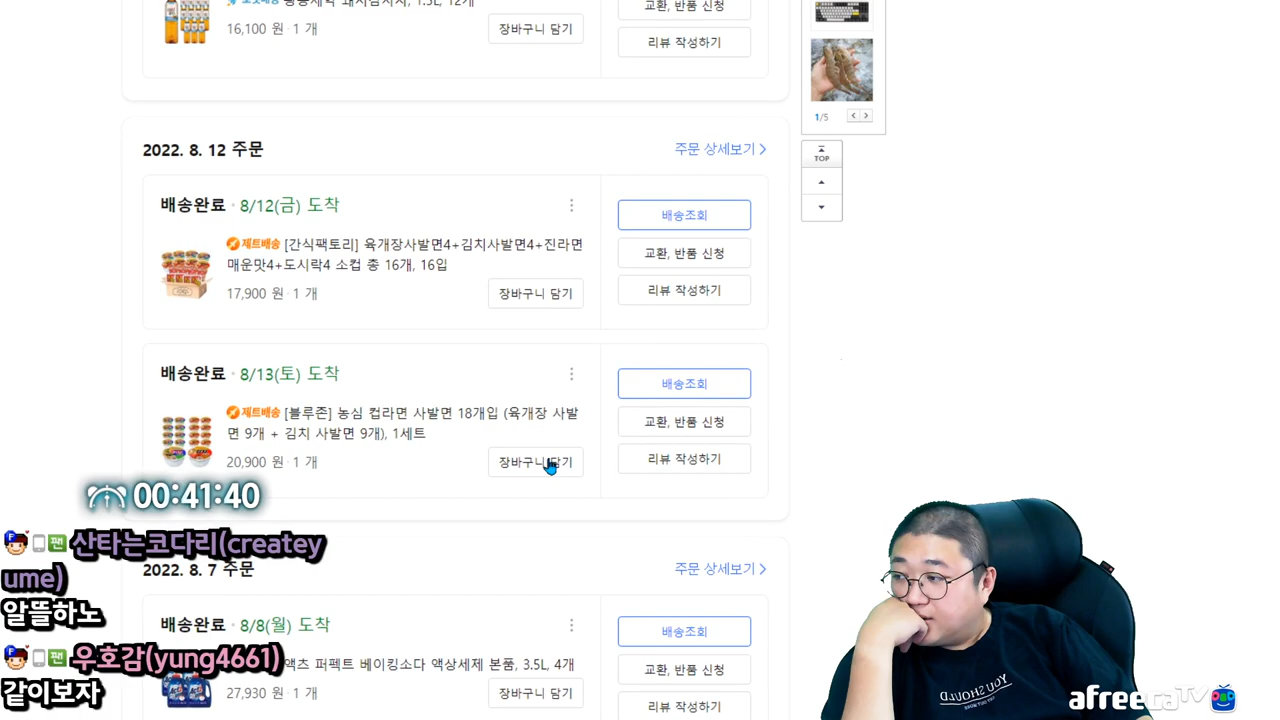 16,100 원 · 1 개
장바구니 담기
교환, 반품 신청
리뷰 작성하기
1/5
TOP
2022. 8. 12 주문
주문 상세보기
배송완료 · 8/12(금) 도착
배송조회
제트배송 [간식팩토리] 육개장사발면4+김치사발면4+진라면
매운맛4+도시락4 소컵 총 16개, 16입
교환, 반품 신청
17,900 원 · 1 개
장바구니 담기
리뷰 작성하기
배송완료 · 8/13(토) 도착
배송조회
제트배송 [블루존] 농심 컵라면 사발면 18개입 (육개장 사발
면 9개 + 김치 사발면 9개), 1세트
교환, 반품 신청
20,900 원 · 1 개
장바구니 담기
리뷰 작성하기
00:41:40
산타는코다리(createy
ume)
알뜰하노
우호감(yung4661)
같이보자
2022. 8. 7 주문
주문 상세보기
배송완료 · 8/8(월) 도착
배송조회
액츠 퍼펙트 베이킹소다 액상세제 본품, 3.5L, 4개
교환, 반품 신청
27,930 원 · 1 개
장바구니 담기
리뷰 작성하기
YOU SHOULD
afreecaTV